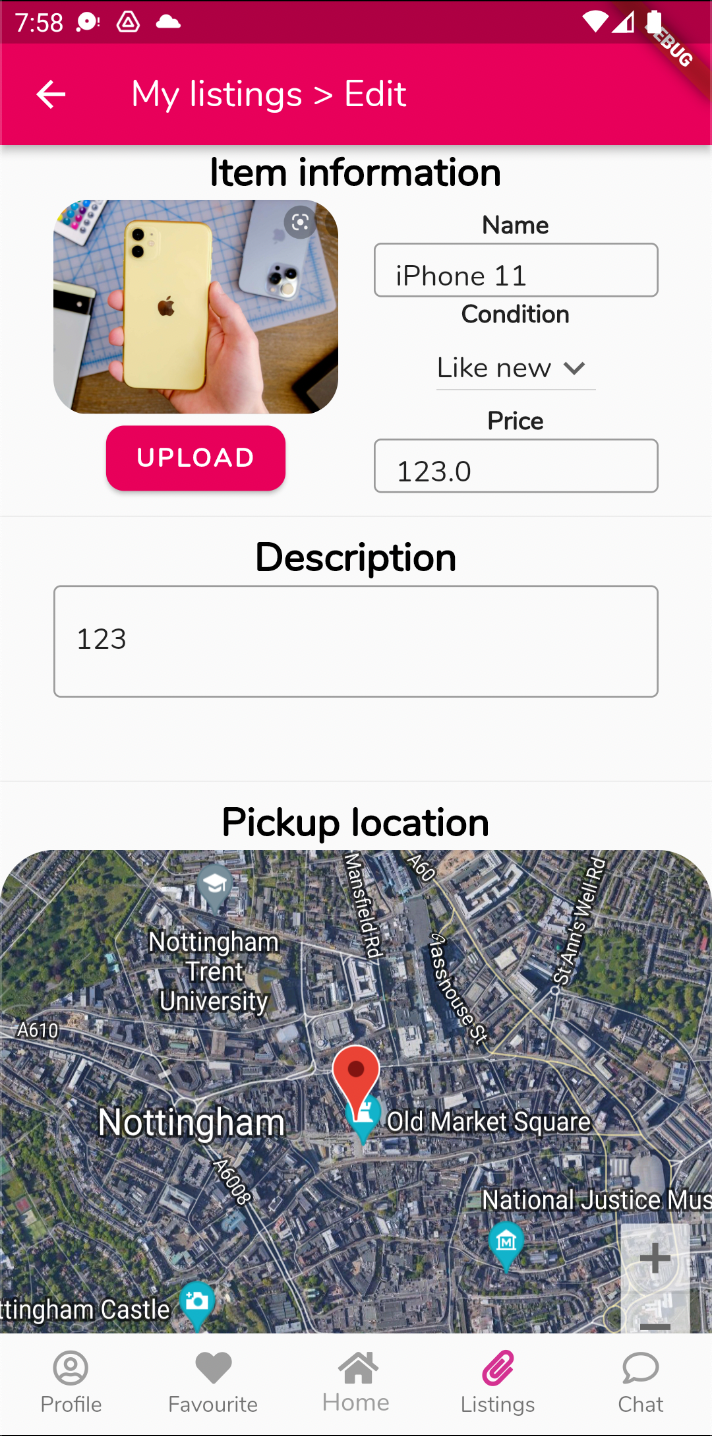 7:58
DEBUG
My listings > Edit
Item information
Name
iPhone 11
Condition
Like new
Price
123.0
UPLOAD
Description
123
Pickup location
Mansfield Rd
A60
St Ann's Well Rd
Nottingham
Trent
University
Glasshouse St
A610
Nottingham
Old Market Square
A6008
National Justice Mus
M
ttingham Castle
+
−
Profile
Favourite
Home
Listings
Chat